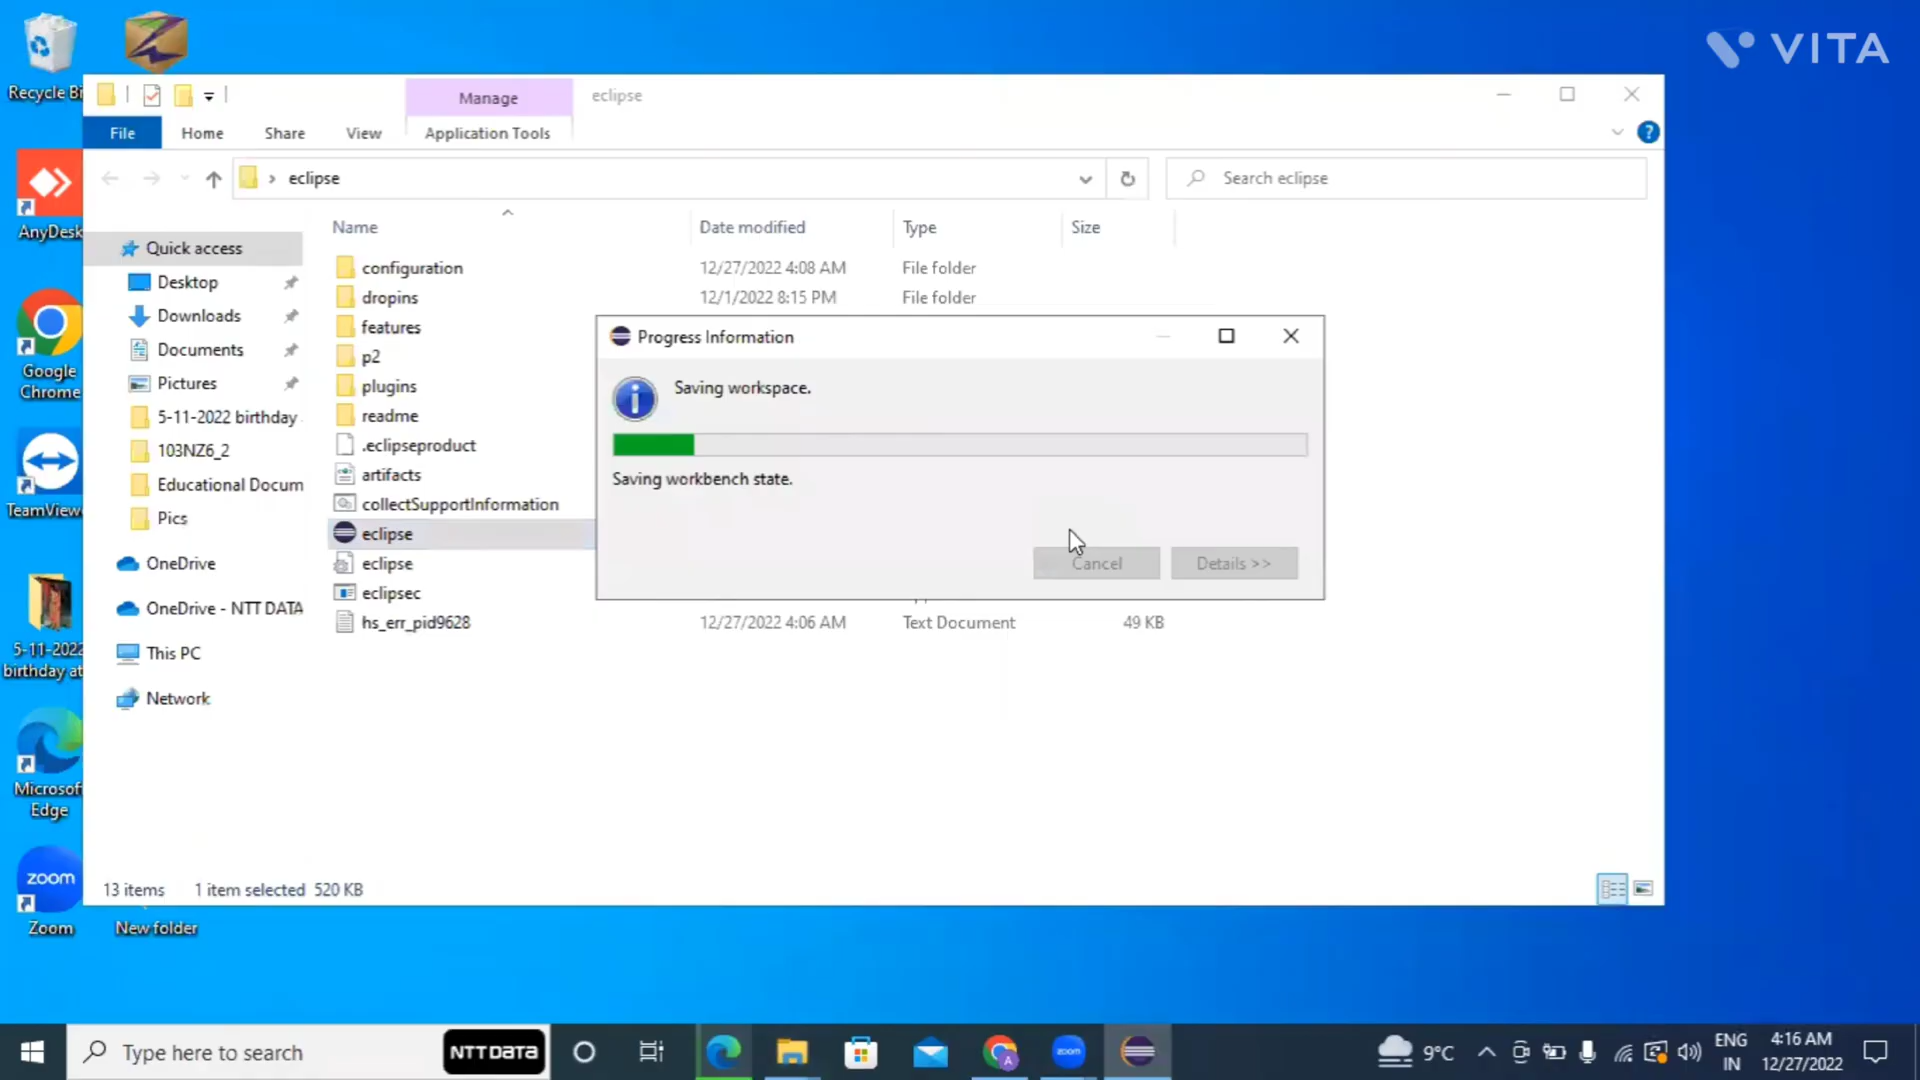 VITA
Recycle Bi
Manage
eclipse
File
Home
Share
View
Application Tools
eclipse
Search eclipse
Name
Date modified
Type
Size
Quick access
Desktop
Downloads
Documents
Pictures
5-11-2022 birthday
103NZ6_2
Educational Docum
Pics
OneDrive
OneDrive - NTT DATA
This PC
Network
configuration 12/27/2022 4:08 AM File folder
dropins 12/1/2022 8:15 PM File folder
features
p2
plugins
readme
.eclipseproduct
artifacts
collectSupportInformation
eclipse
eclipse
eclipsec
hs_err_pid9628 12/27/2022 4:06 AM Text Document 49 KB
Progress Information
Saving workspace.
Saving workbench state.
Cancel
Details >>
13 items 1 item selected 520 KB
AnyDesk
Google
Chrome
TeamView
5-11-2022
birthday at
Microsof
Edge
zoom
Zoom
New folder
Type here to search
NTT DATA
zoom
A
9°C
ENG
IN
4:16 AM
12/27/2022